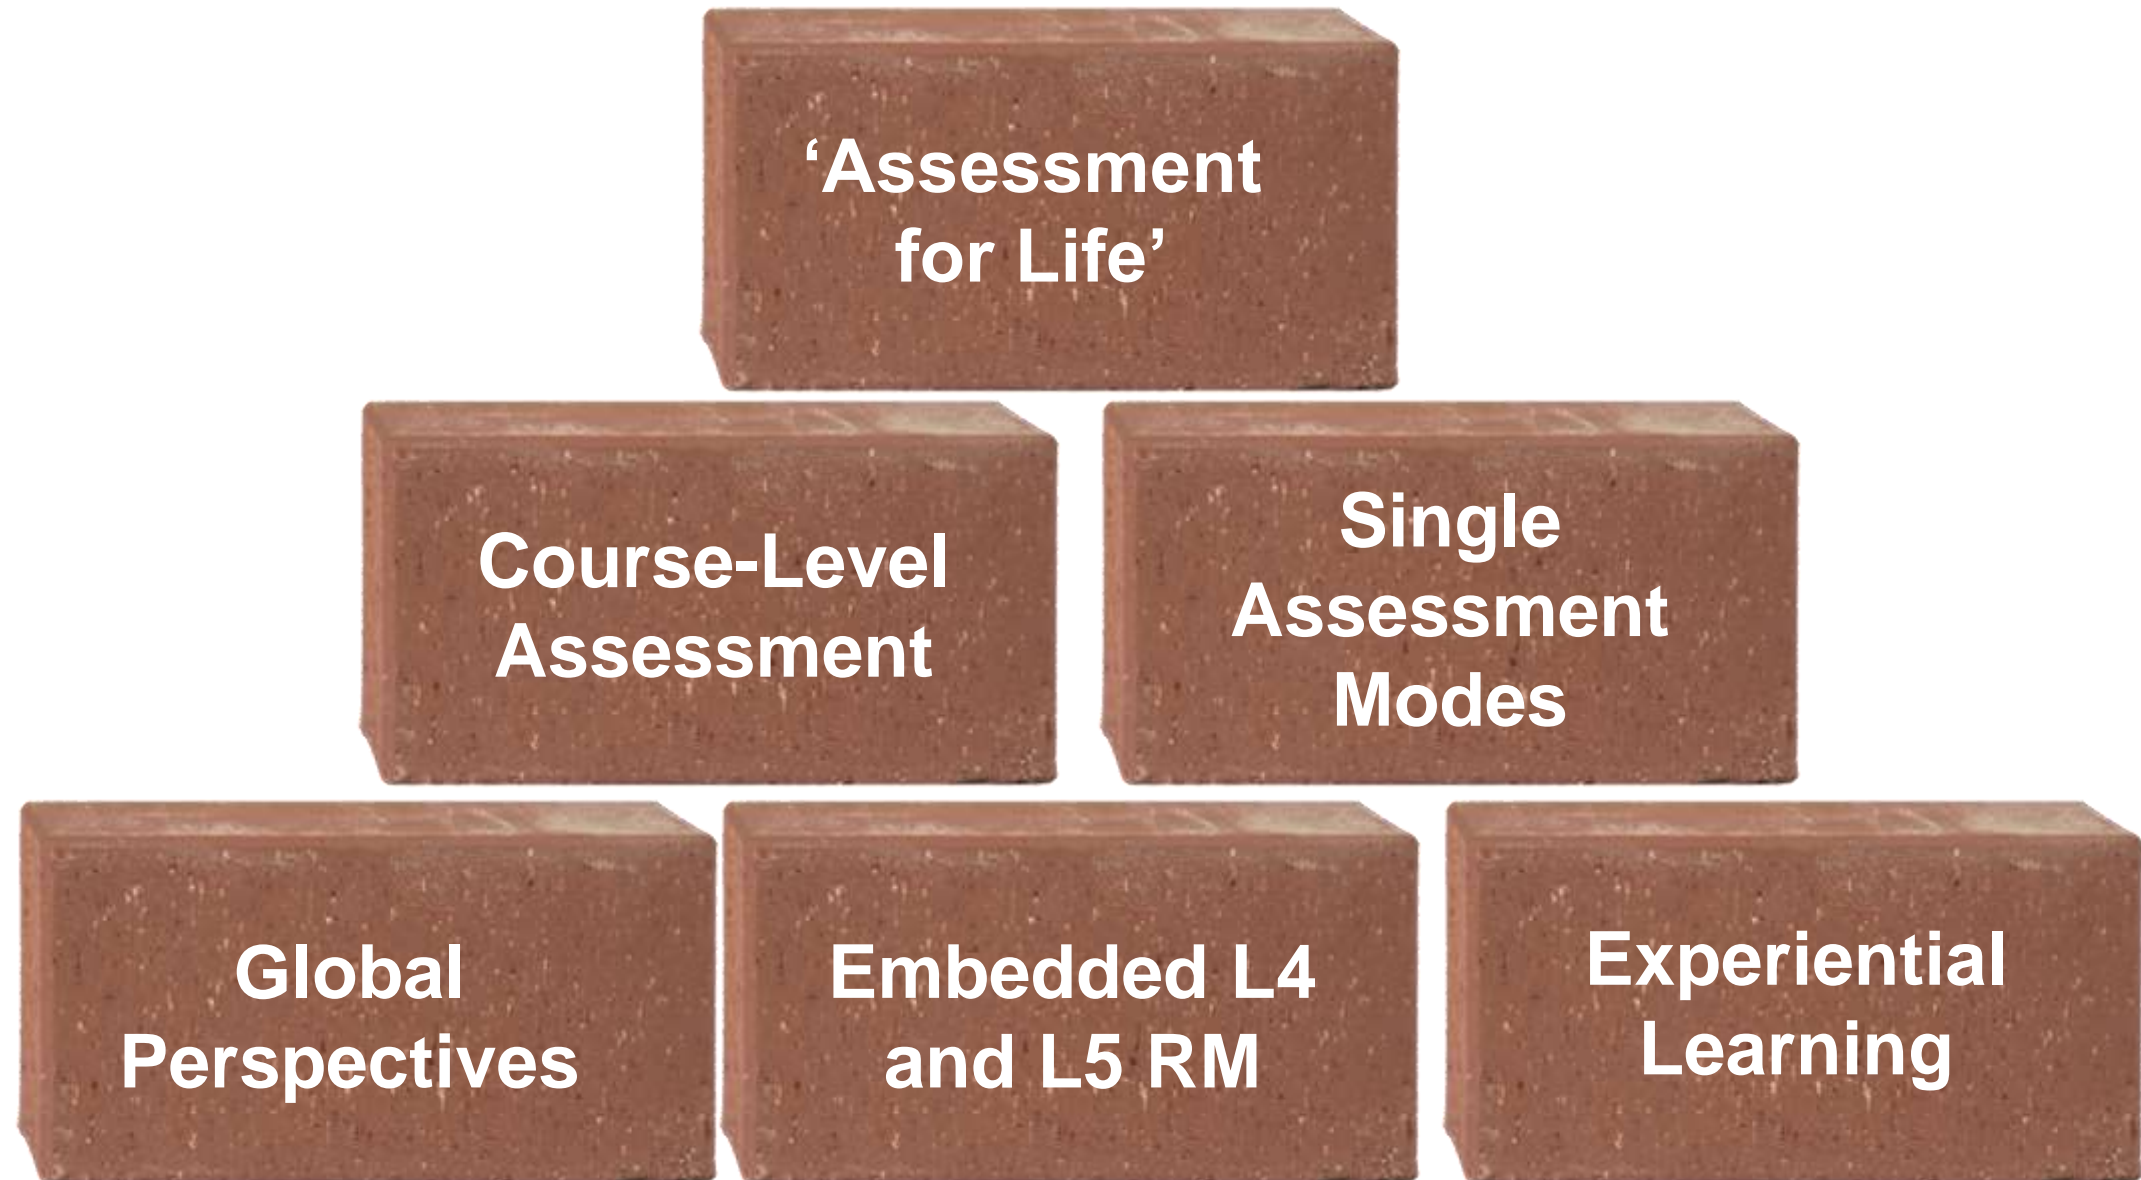 ‘Assessment
for Life’
Course-Level
Assessment
Single
Assessment
Modes
Global
Perspectives
Embedded L4
and L5 RM
Experiential
Learning